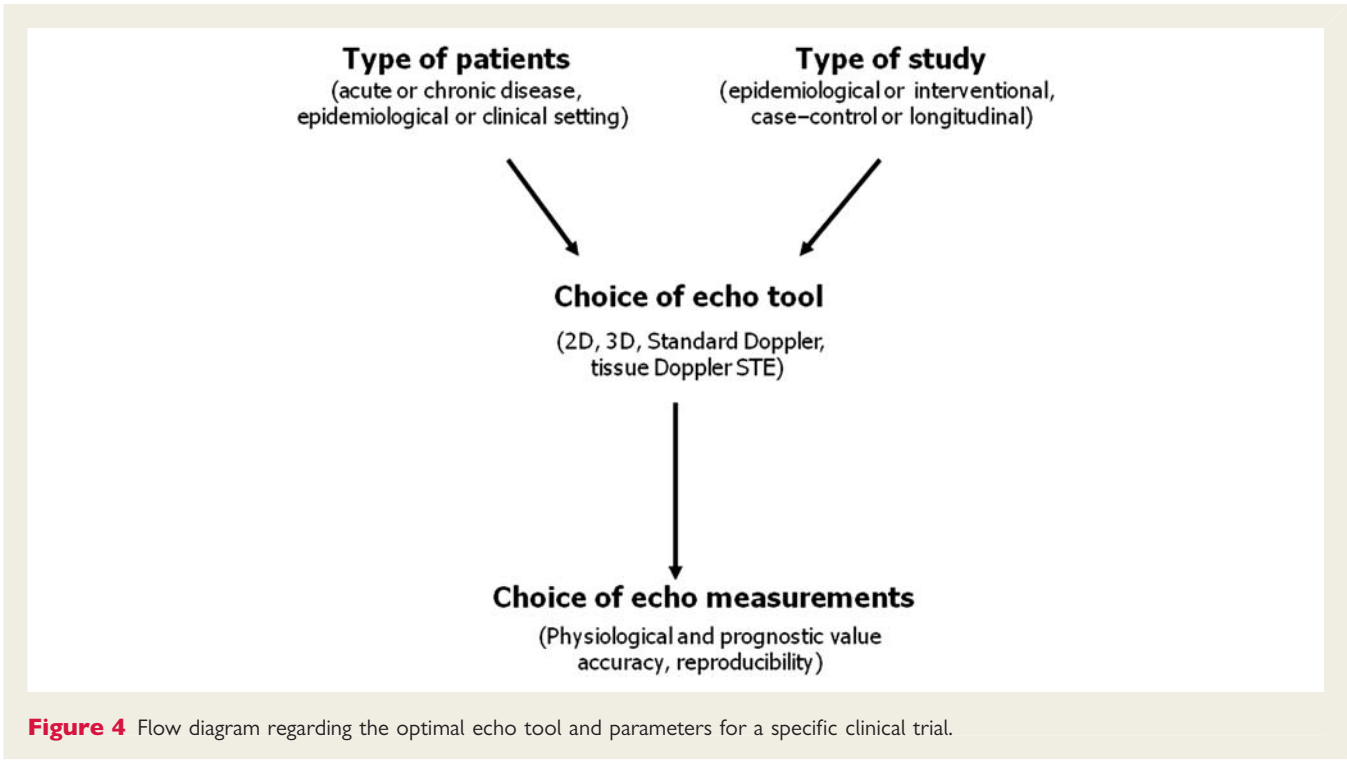 Type of patients
(acute or chronic disease,
epidemiological or clinical setting)
Type of study
(epidemiological or interventional,
case–control or longitudinal)
Choice of echo tool
(2D, 3D, Standard Doppler,
tissue Doppler STE)
Choice of echo measurements
(Physiological and prognostic value
accuracy, reproducibility)
Figure 4 Flow diagram regarding the optimal echo tool and parameters for a specific clinical trial.